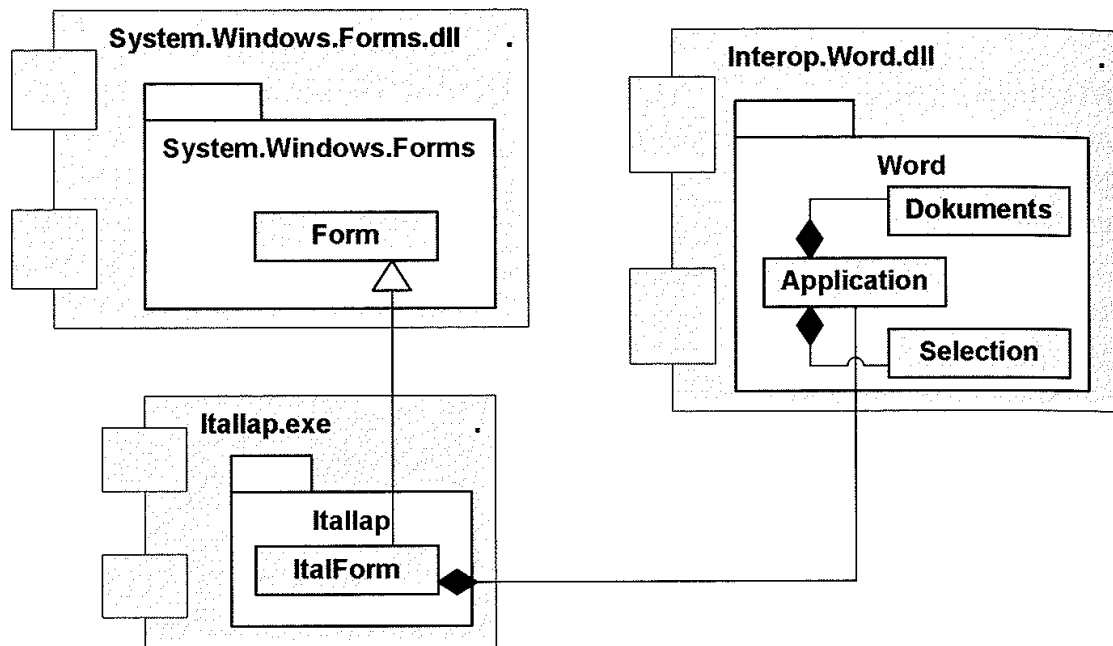 System.Windows.Forms.dll
System.Windows.Forms
Form
Interop.Word.dll
Word
Dokuments
Application
Selection
Itallap.exe
Itallap
ItalForm